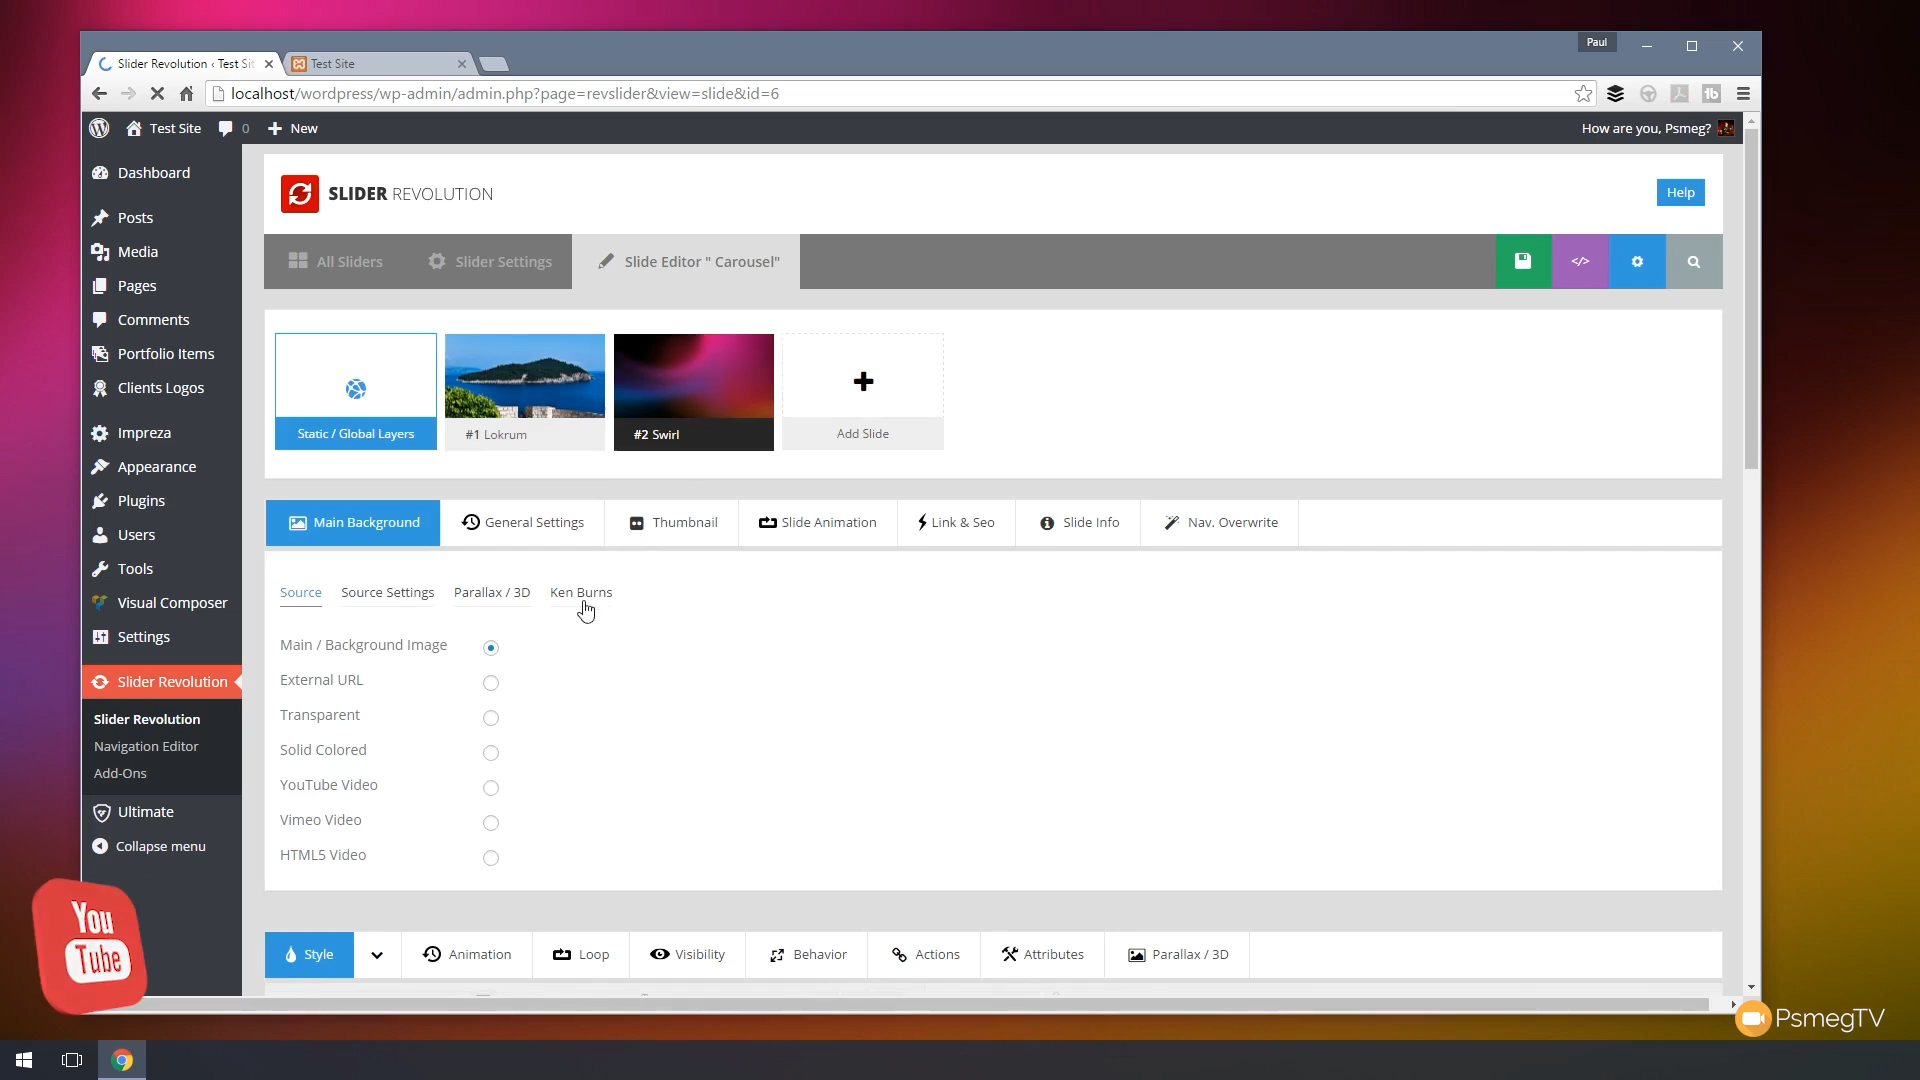 Paul
Slider Revolution ‹ Test Sit
Test Site
localhost/wordpress/wp-admin/admin.php?page=revslider&view=slide&id=6
Test Site
0
New
How are you, Psmeg?
Dashboard
Posts
Media
Pages
Comments
Portfolio Items
Clients Logos
Impreza
Appearance
Plugins
Users
Tools
Visual Composer
Settings
Slider Revolution
Slider Revolution
Navigation Editor
Add-Ons
Ultimate
Collapse menu
SLIDER REVOLUTION
Help
All Sliders
Slider Settings
Slide Editor " Carousel"
</>
Static / Global Layers
#1 Lokrum
#2 Swirl
Add Slide
Main Background
General Settings
Thumbnail
Slide Animation
Link & Seo
Slide Info
Nav. Overwrite
Source
Source Settings
Parallax / 3D
Ken Burns
Main / Background Image
External URL
Transparent
Solid Colored
YouTube Video
Vimeo Video
HTML5 Video
Style
Animation
Loop
Visibility
Behavior
Actions
Attributes
Parallax / 3D
You
Tube
PsmegTV